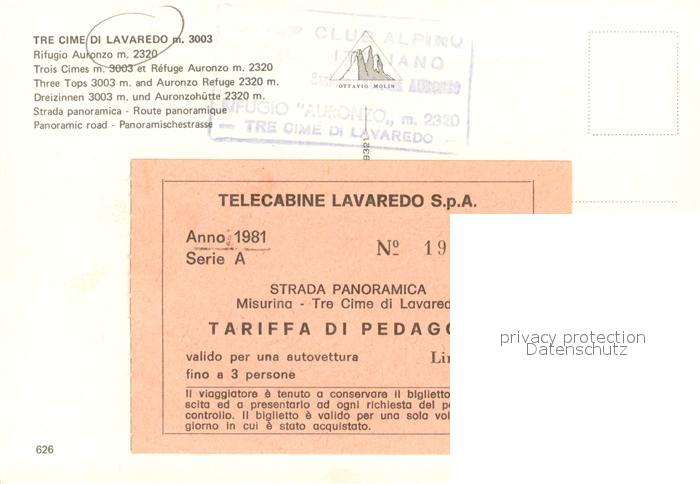 TRE CIME DI LAVAREDO m. 3003
Rifugio Auronzo m. 2320
Trois Cimes m. 3003 et Réfuge Auronzo m. 2320
Three Tops 3003 m. and Auronzo Refuge 2320 m.
Dreizinnen 3003 m. und Auronzohütte 2320 m.
Strada panoramica - Route panoramique
Panoramic road - Panoramischestrasse
CLUB ALPINO
ITALIANO
AURONZO
RIFUGIO "AURONZO" m. 2320
— TRE CIME DI LAVAREDO —
OTTAVIO MOLIN
9321
TELECABINE LAVAREDO S.p.A.
Anno 1981
Serie A
Nº 19
STRADA PANORAMICA
Misurina - Tre Cime di Lavared
TARIFFA DI PEDAG
valido per una autovettura
fino a 3 persone
Lir
Il viaggiatore è tenuto a conservare il biglietto
scita ed a presentarlo ad ogni richiesta del pe
controllo. Il biglietto è valido per una sola vol
giorno in cui è stato acquistato.
privacy protection
Datenschutz
626